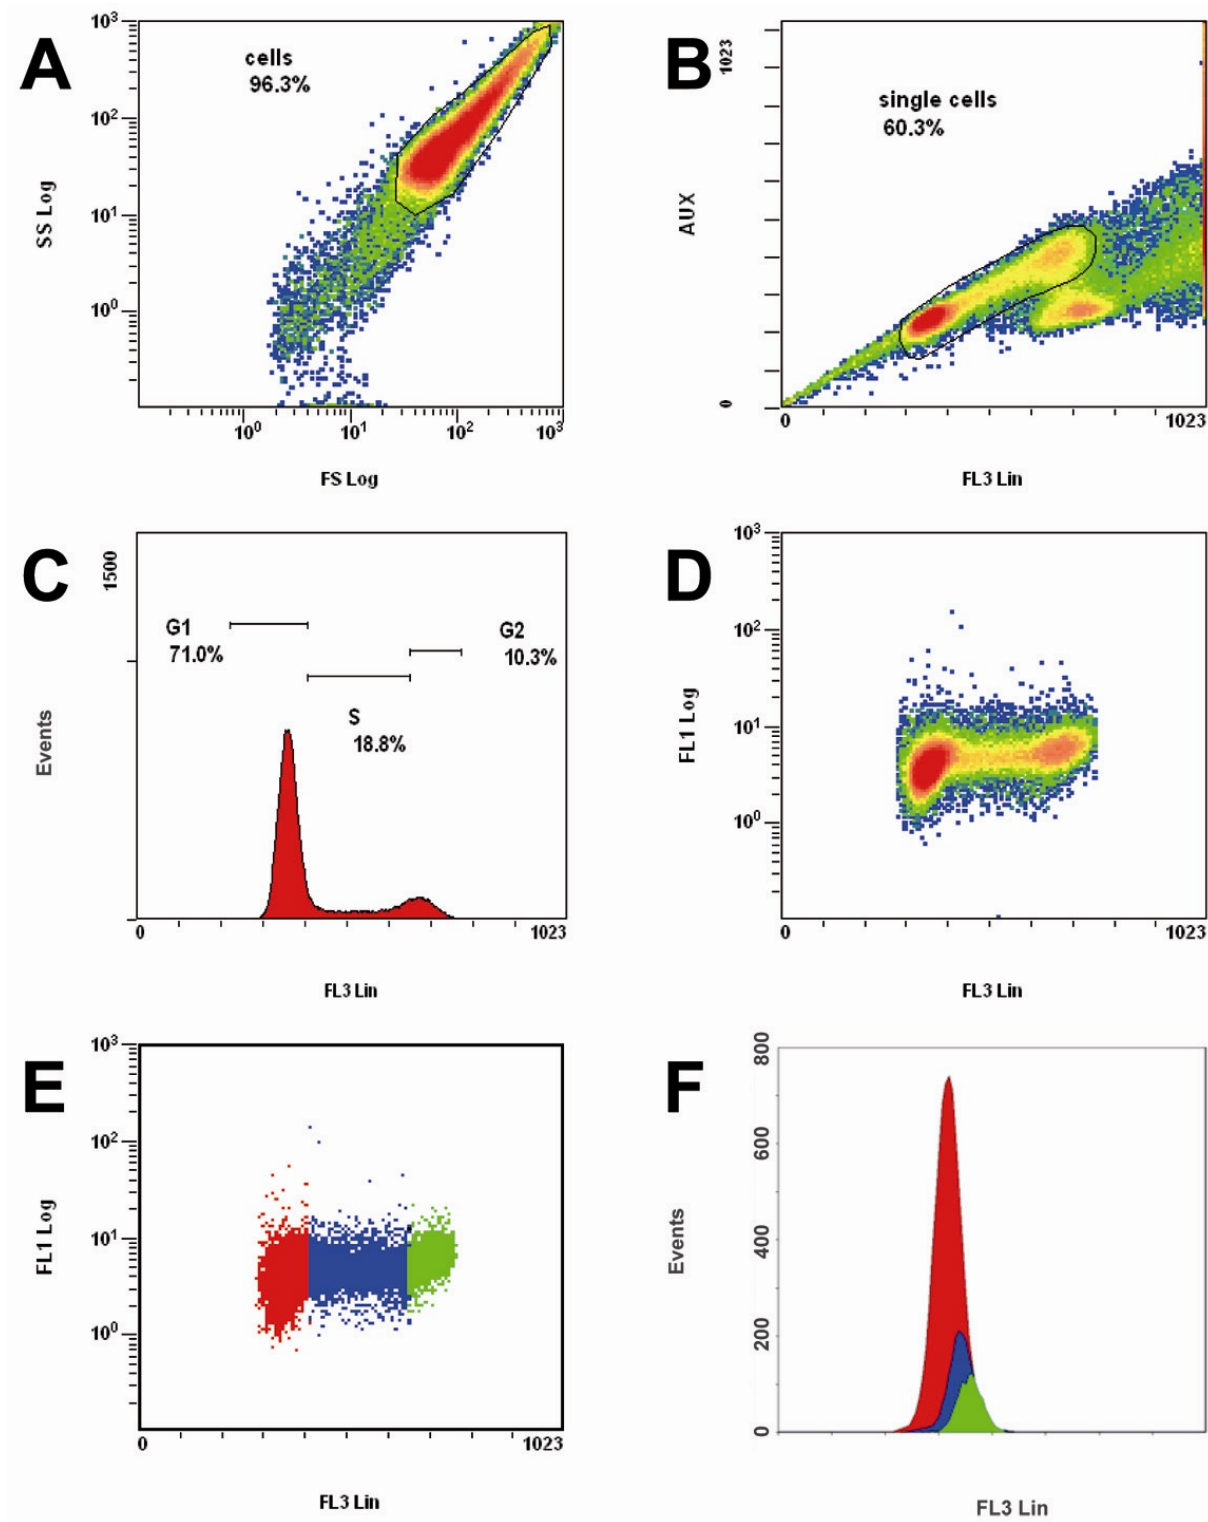 A
10³
10²
10¹
10⁰
SS Log
cells
96.3%
10⁰
10¹
10²
10³
FS Log
B
1023
AUX
0
single cells
60.3%
0
1023
FL3 Lin
C
1500
Events
G1
71.0%
G2
10.3%
S
18.8%
0
1023
FL3 Lin
D
10³
10²
10¹
10⁰
FL1 Log
0
1023
FL3 Lin
E
10³
10²
10¹
10⁰
FL1 Log
0
1023
FL3 Lin
F
800
600
400
200
0
Events
FL3 Lin